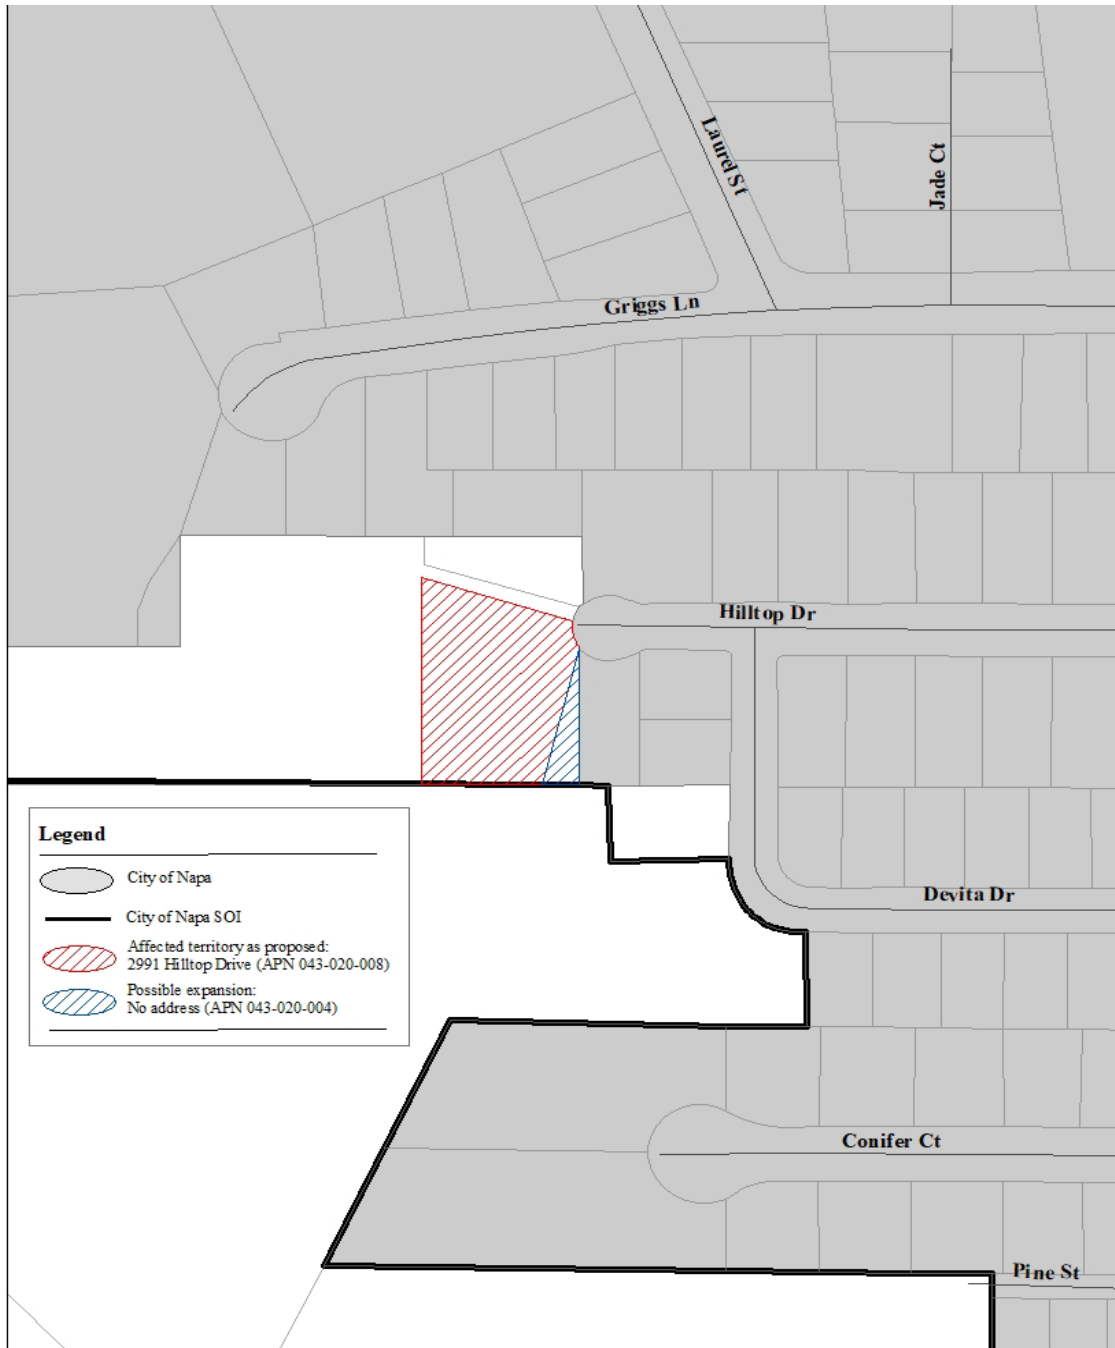 Laurel St
Jade Ct
Griggs Ln
Hilltop Dr
Legend
City of Napa
City of Napa SOI
Affected territory as proposed:
2991 Hilltop Drive (APN 043-020-008)
Possible expansion:
No address (APN 043-020-004)
Devita Dr
Conifer Ct
Pine St